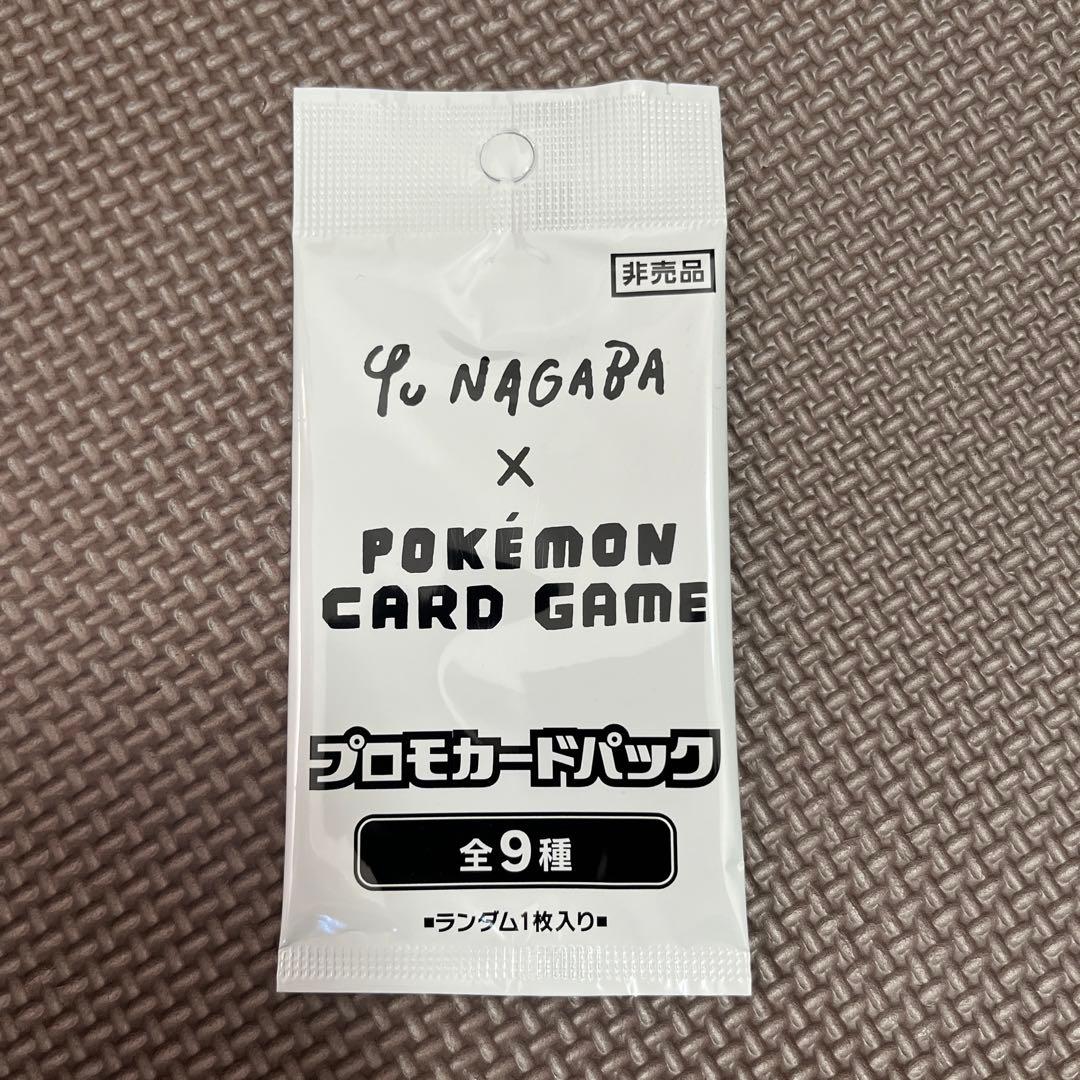 非売品
Yu NAGABA
×
POKÉMON
CARD GAME
プロモカードパック
全9種
■ランダム1枚入り■